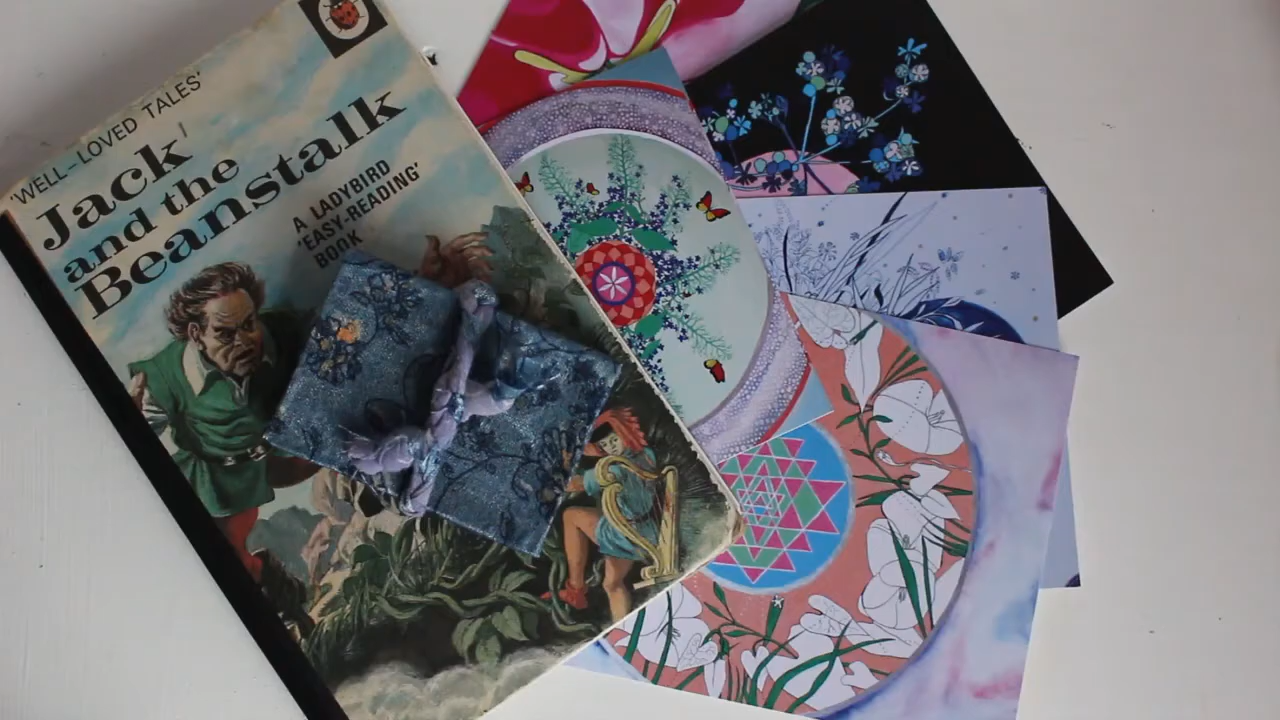 'WELL-LOVED TALES'
Jack
and the
Beanstalk
A LADYBIRD
'EASY-READING'
BOOK